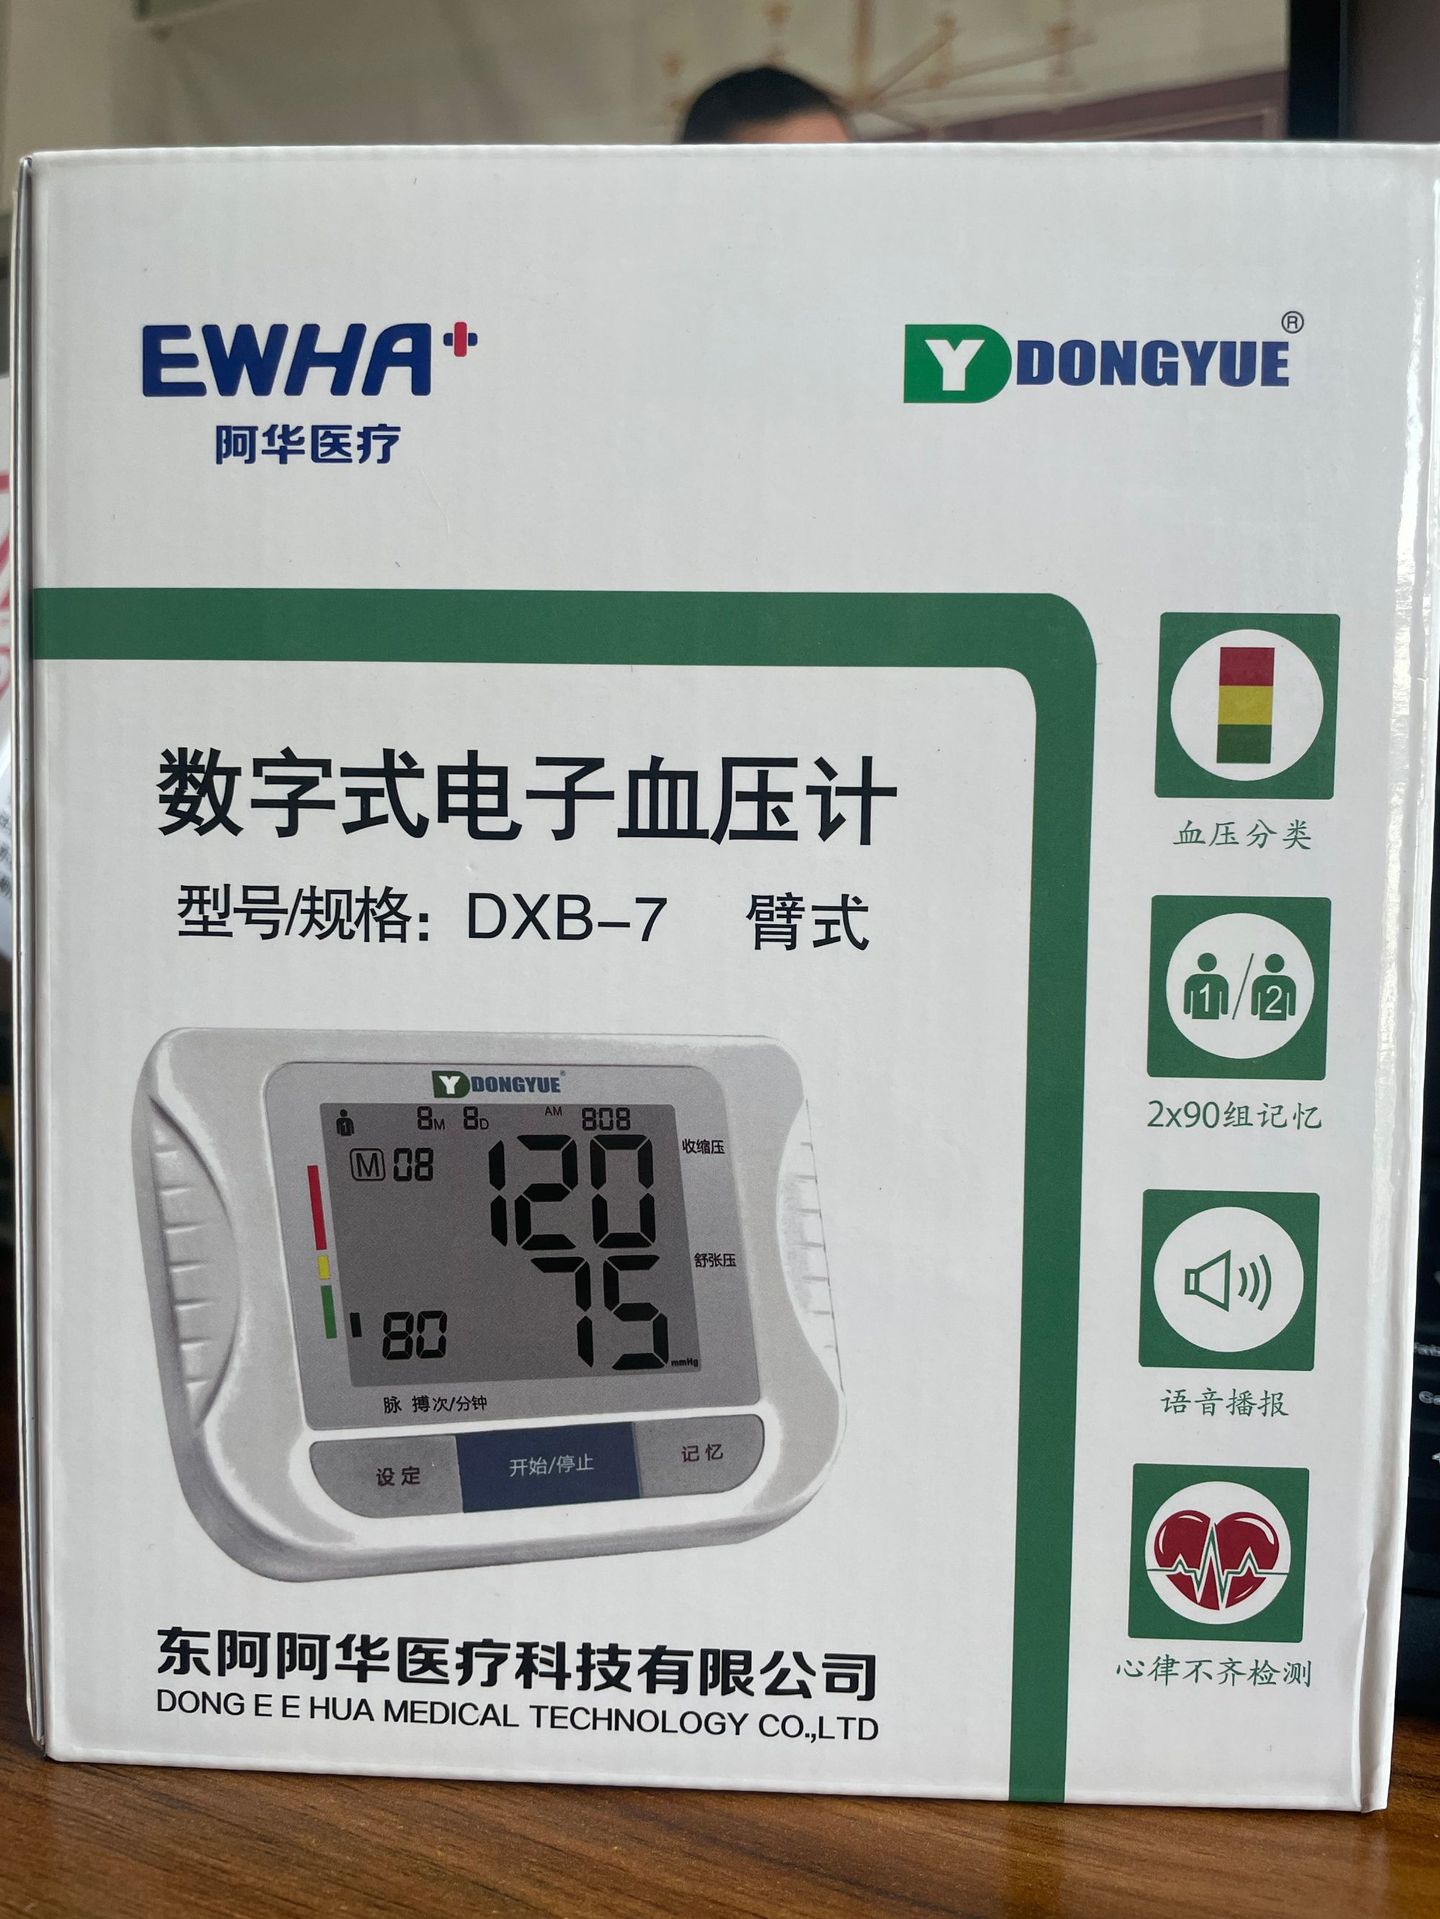 EWHA+
阿华医疗
Y DONGYUE ®
数字式电子血压计
型号/规格: DXB-7 臂式
血压分类
1/2
2x90组记忆
语音播报
心律不齐检测
Y DONGYUE®
1 8M 8D AM 808
M 08 120 收缩压
75 舒张压
80 mmHg
脉 搏次/分钟
设定 开始/停止 记忆
东阿阿华医疗科技有限公司
DONG E E HUA MEDICAL TECHNOLOGY CO.,LTD